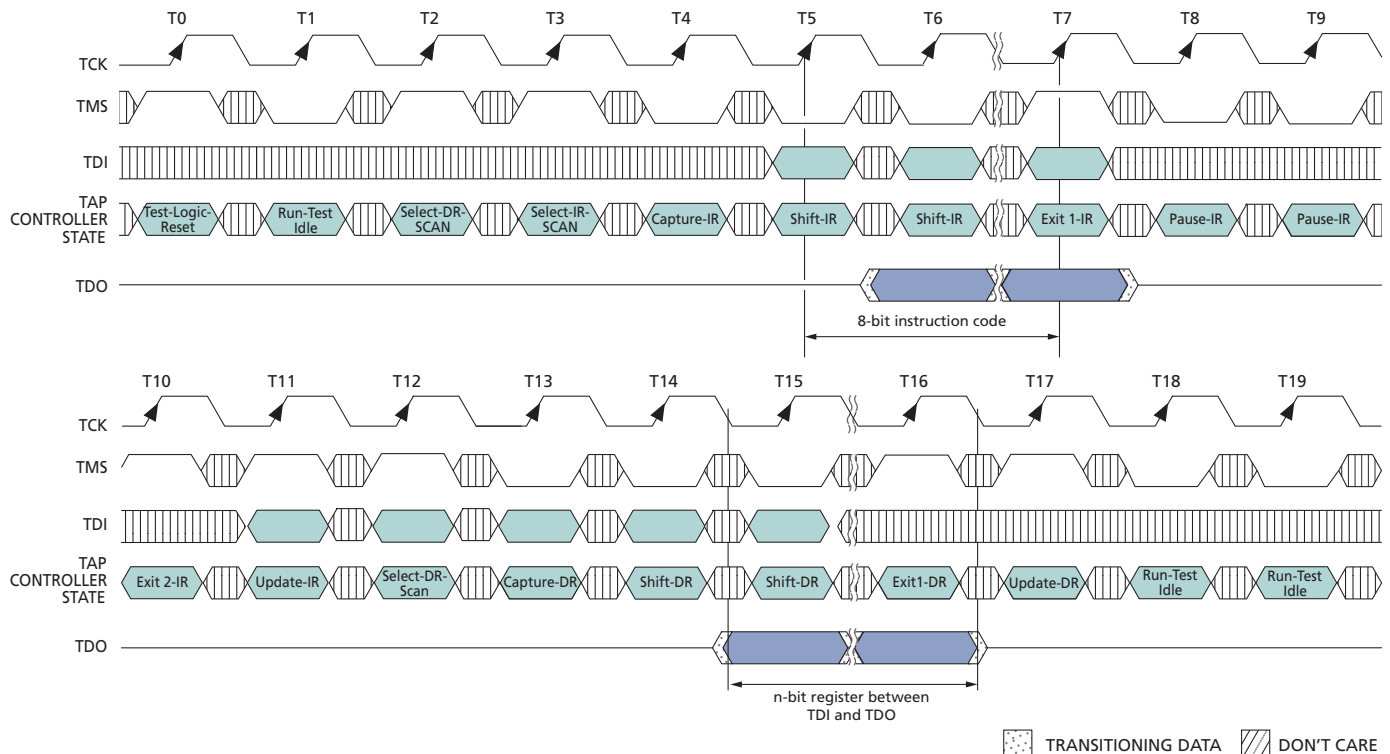 T0 T1 T2 T3 T4 T5 T6 T7 T8 T9
TCK
TMS
TDI
TAP
CONTROLLER
STATE
Test-Logic-
Reset
Run-Test
Idle
Select-DR-
SCAN
Select-IR-
SCAN
Capture-IR
Shift-IR
Shift-IR
Exit 1-IR
Pause-IR
Pause-IR
TDO
8-bit instruction code
T10 T11 T12 T13 T14 T15 T16 T17 T18 T19
TCK
TMS
TDI
TAP
CONTROLLER
STATE
Exit 2-IR
Update-IR
Select-DR-
Scan
Capture-DR
Shift-DR
Shift-DR
Exit1-DR
Update-DR
Run-Test
Idle
Run-Test
Idle
TDO
n-bit register between
TDI and TDO
TRANSITIONING DATA
DON'T CARE